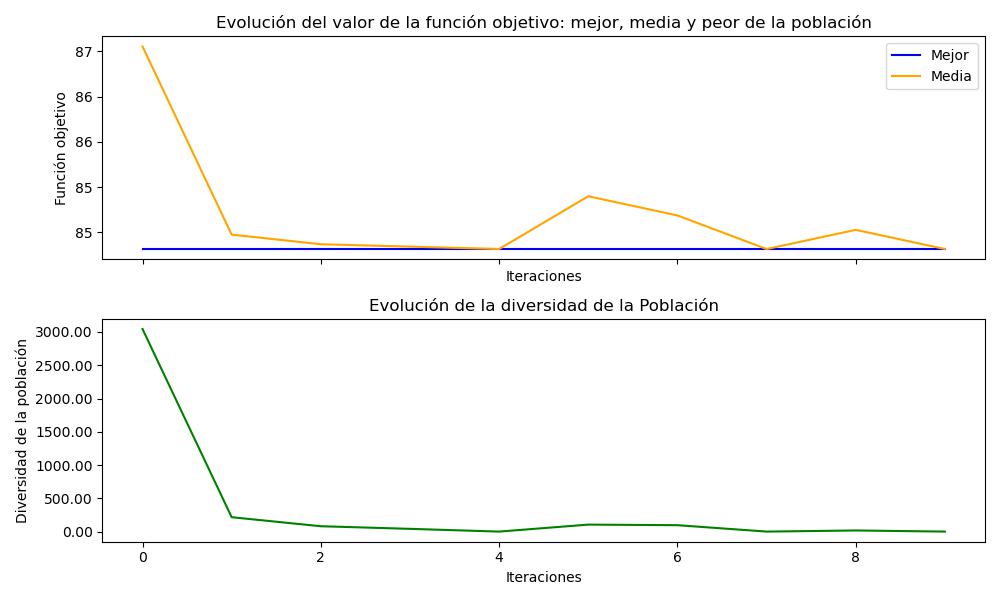 Evolución del valor de la función objetivo: mejor, media y peor de la población
87
86
86
85
85
Función objetivo
Mejor
Media
Iteraciones
Evolución de la diversidad de la Población
3000.00
2500.00
2000.00
1500.00
1000.00
500.00
0.00
Diversidad de la población
0 2 4 6 8
Iteraciones